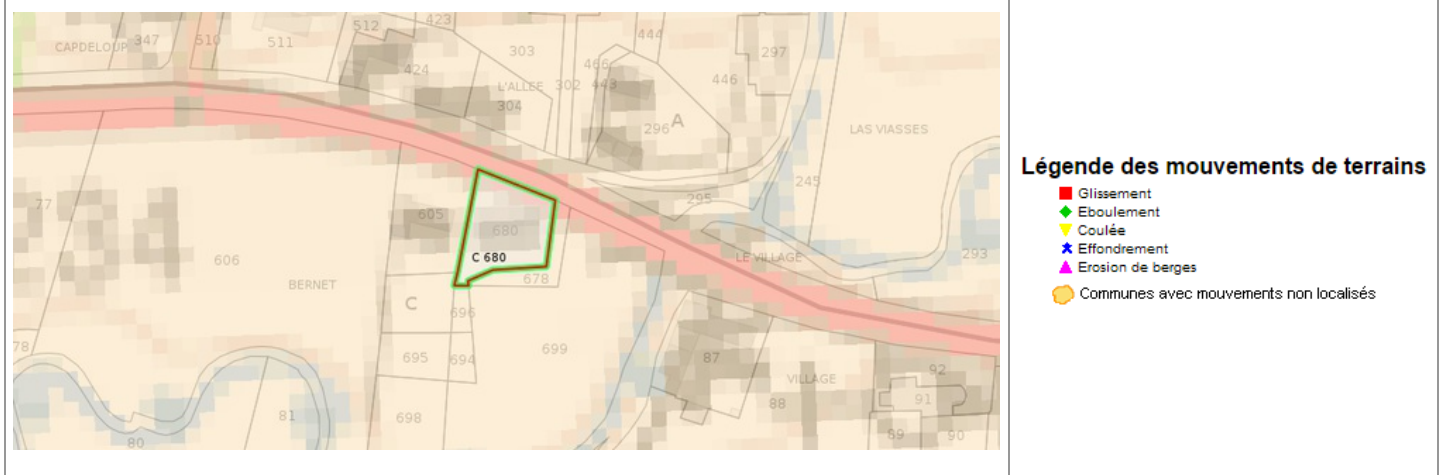 512
423
CAPDELOUP
347
510
511
444
303
297
424
466
446
L'ALLEE
302
443
304
296
A
LAS VIASSES
245
77
295
605
680
LE VILLAGE
293
606
C 680
678
BERNET
C
696
78
695
694
699
87
92
VILLAGE
91
88
81
698
80
89
90
Légende des mouvements de terrains
Glissement
Eboulement
Coulée
Effondrement
Erosion de berges
Communes avec mouvements non localisés